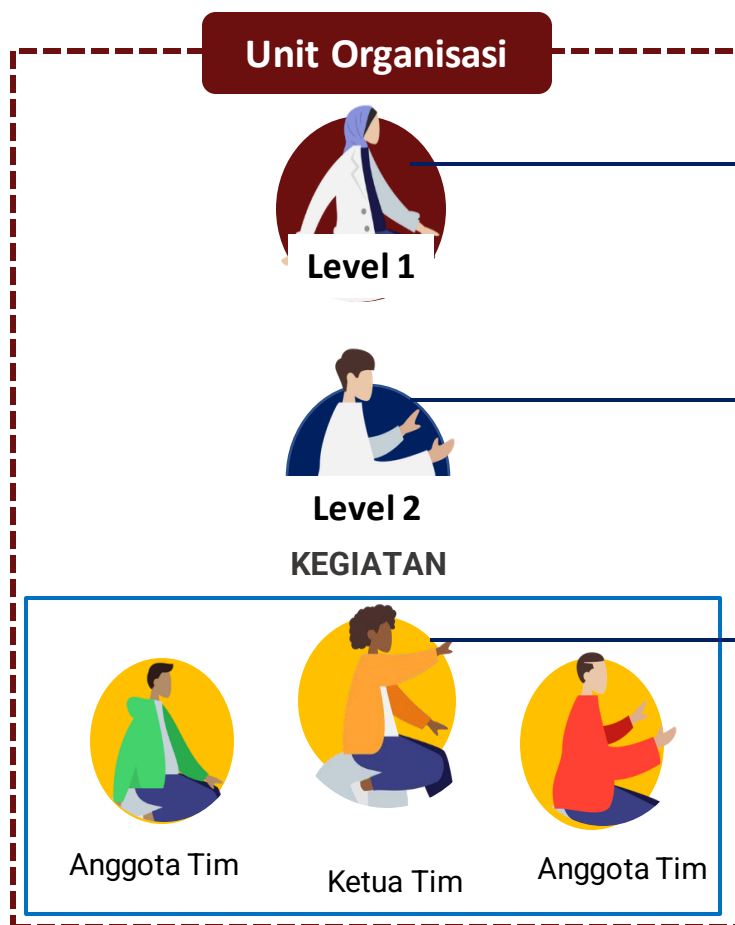 Unit Organisasi
Level 1
Level 2
KEGIATAN
Anggota Tim
Ketua Tim
Anggota Tim